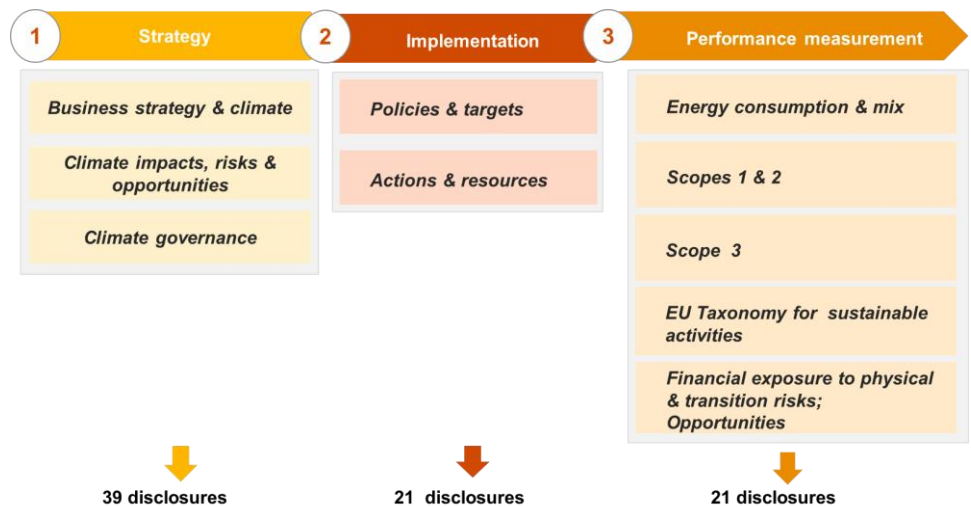 1
Strategy
Business strategy & climate
Climate impacts, risks &
opportunities
Climate governance
39 disclosures
2
Implementation
Policies & targets
Actions & resources
21 disclosures
3
Performance measurement
Energy consumption & mix
Scopes 1 & 2
Scope 3
EU Taxonomy for sustainable
activities
Financial exposure to physical
& transition risks;
Opportunities
21 disclosures